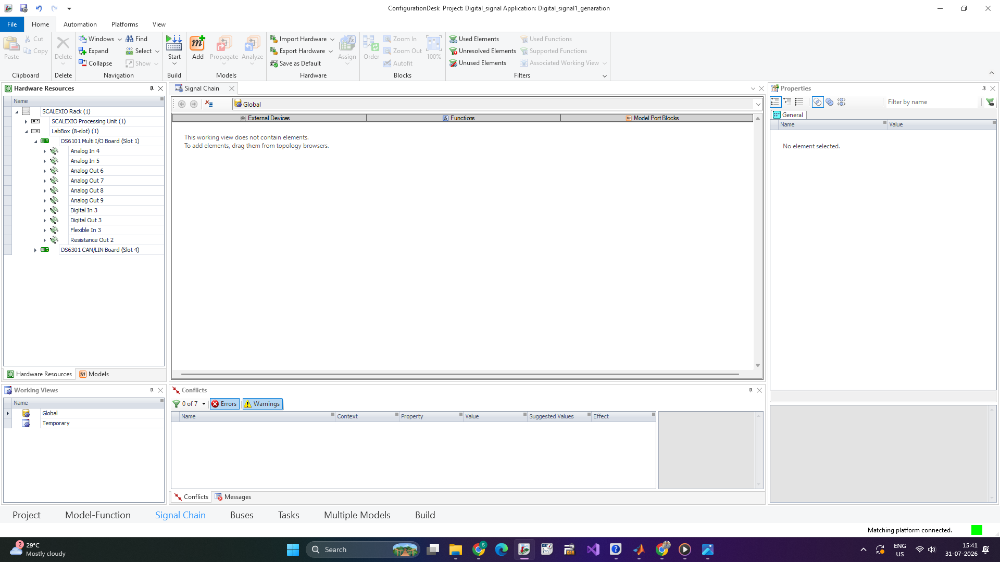 ConfigurationDesk  Project: Digital_signal Application: Digital_signal1_genaration
File Home Automation Platforms View
Paste Cut Copy Clipboard
Delete Delete
Windows Find
Expand Select
Collapse Show
Navigation
Start Build
Add Propagate Analyze
Models
Import Hardware
Export Hardware
Save as Default
Assign
Hardware
Order Zoom In
Zoom Out
Autofit
100%
Blocks
Used Elements Used Functions
Unresolved Elements Supported Functions
Unused Elements Associated Working View
Filters
Hardware Resources
Name
SCALEXIO Rack (1)
SCALEXIO Processing Unit (1)
LabBox (8-slot) (1)
DS6101 Multi I/O Board (Slot 1)
Analog In 4
Analog In 5
Analog Out 6
Analog Out 7
Analog Out 8
Analog Out 9
Digital In 3
Digital Out 3
Flexible In 3
Resistance Out 2
DS6301 CAN/LIN Board (Slot 4)
Hardware Resources Models
Signal Chain
Global
External Devices Functions Model Port Blocks
This working view does not contain elements.
To add elements, drag them from topology browsers.
Properties
Filter by name
General
Name Value
No element selected.
Working Views
Name
Global
Temporary
Conflicts
0 of 7 Errors Warnings
Name Context Property Value Suggested Values Effect
Conflicts Messages
Project Model-Function Signal Chain Buses Tasks Multiple Models Build
Matching platform connected.
2
29°C
Mostly cloudy
Search
S
ENG
US
15:41
31-07-2026